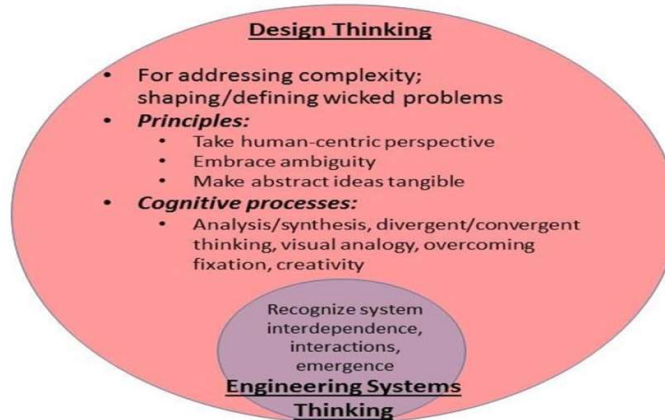 Design Thinking
• For addressing complexity;
shaping/defining wicked problems
• Principles:
• Take human-centric perspective
• Embrace ambiguity
• Make abstract ideas tangible
• Cognitive processes:
• Analysis/synthesis, divergent/convergent
thinking, visual analogy, overcoming
fixation, creativity
Recognize system
interdependence,
interactions,
emergence
Engineering Systems
Thinking